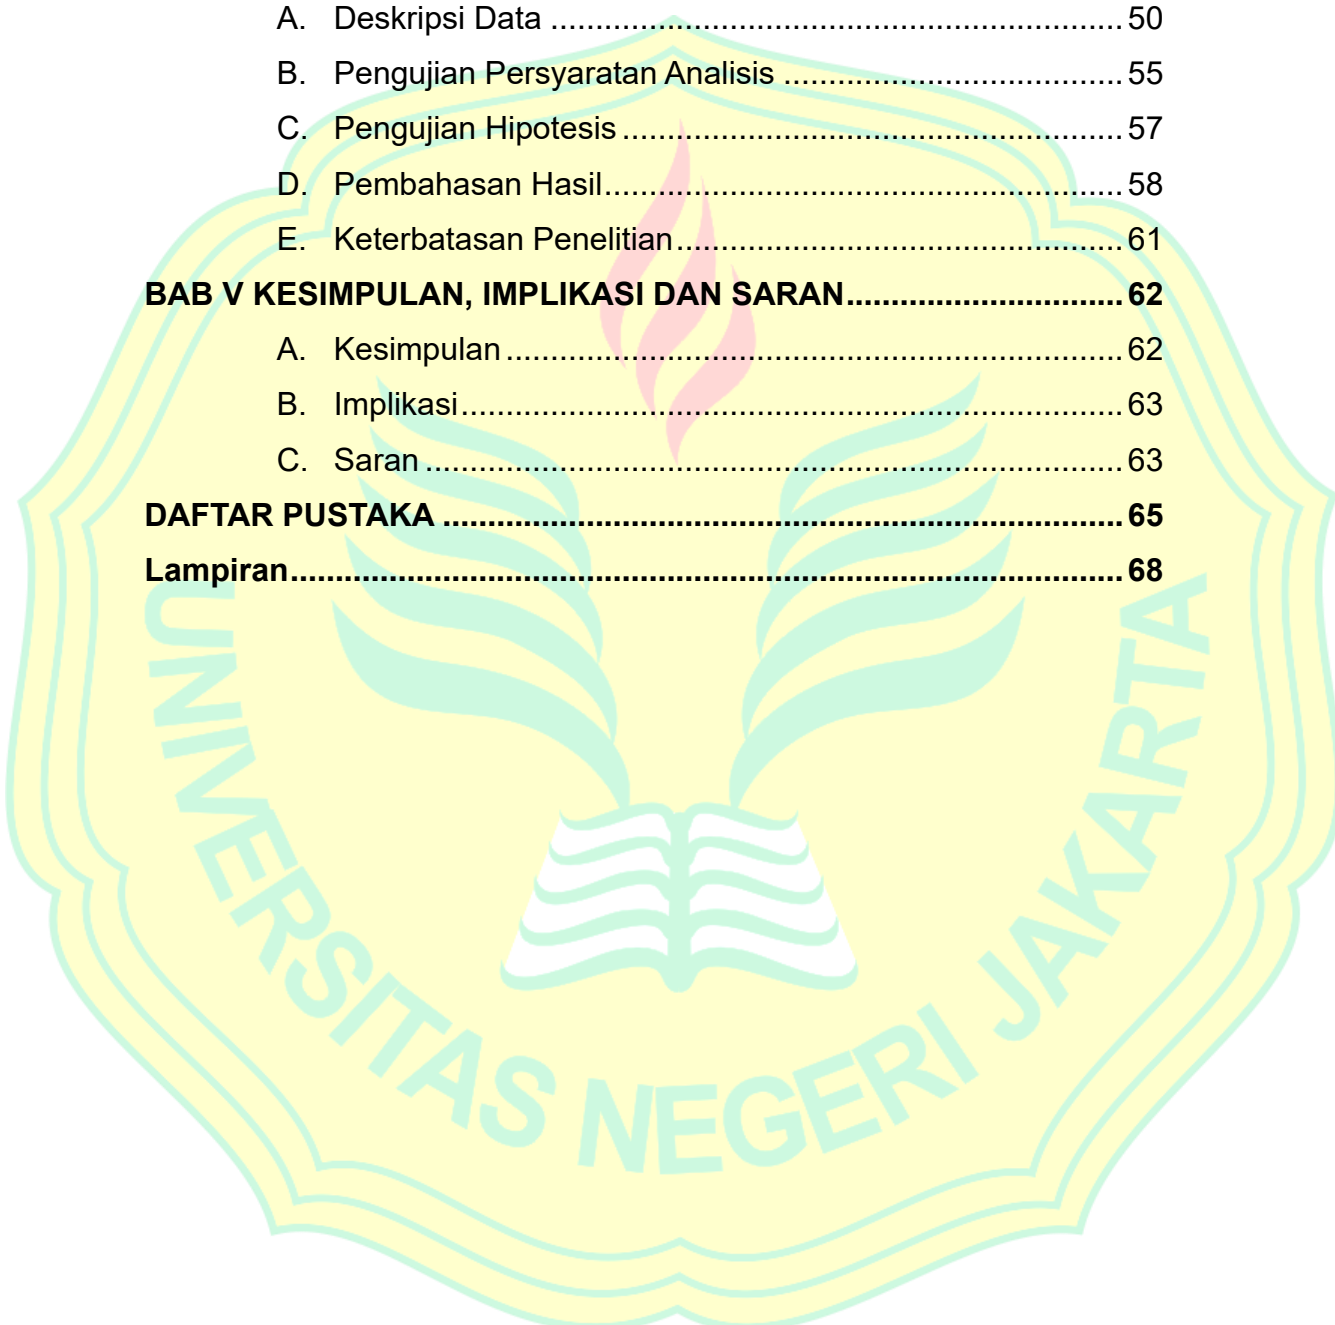 A. Deskripsi Data ................................................................ 50
B. Pengujian Persyaratan Analisis ...................................... 55
C. Pengujian Hipotesis ........................................................ 57
D. Pembahasan Hasil.......................................................... 58
E. Keterbatasan Penelitian.................................................. 61
BAB V KESIMPULAN, IMPLIKASI DAN SARAN............................... 62
A. Kesimpulan ..................................................................... 62
B. Implikasi.......................................................................... 63
C. Saran .............................................................................. 63
DAFTAR PUSTAKA ............................................................................ 65
Lampiran............................................................................................. 68
UNIVERSITAS NEGERI JAKARTA